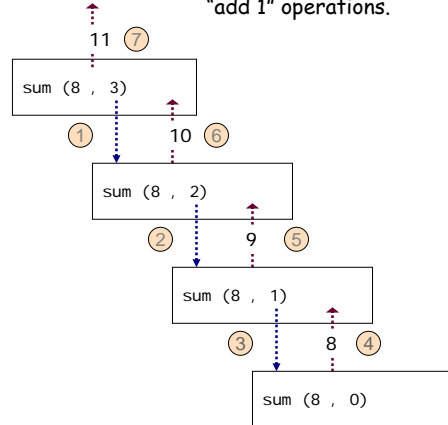 “add 1” operations.
11 7
sum (8 , 3)
1 10 6
sum (8 , 2)
2 9 5
sum (8 , 1)
3 8 4
sum (8 , 0)